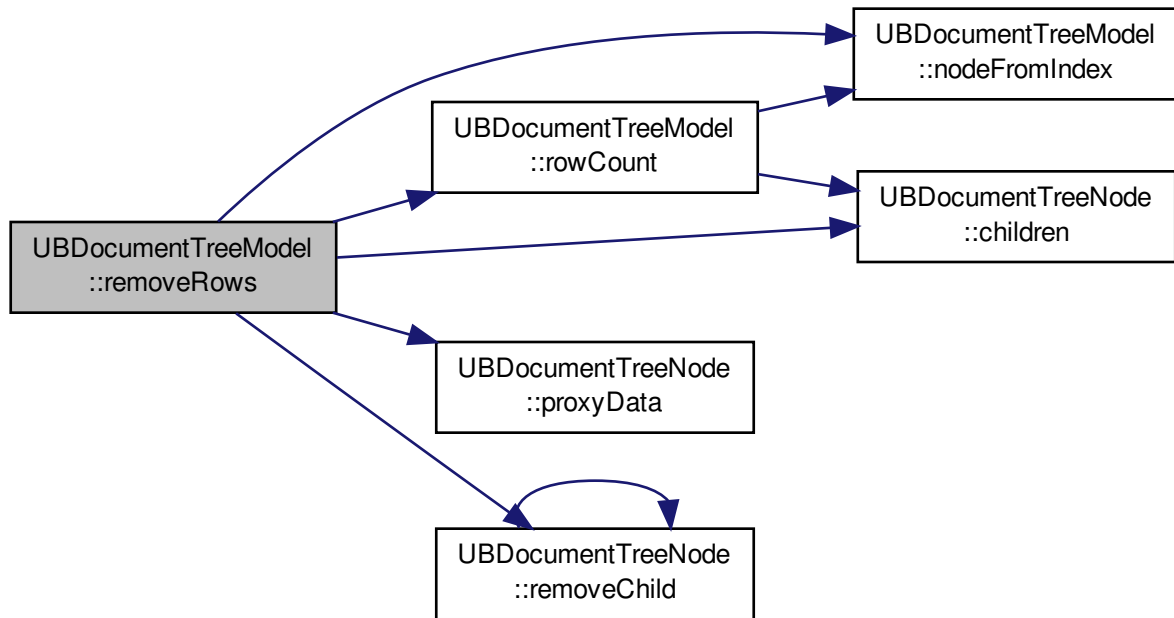 UBDocumentTreeModel
::nodeFromIndex
UBDocumentTreeModel
::rowCount
UBDocumentTreeNode
::children
UBDocumentTreeModel
::removeRows
UBDocumentTreeNode
::proxyData
UBDocumentTreeNode
::removeChild